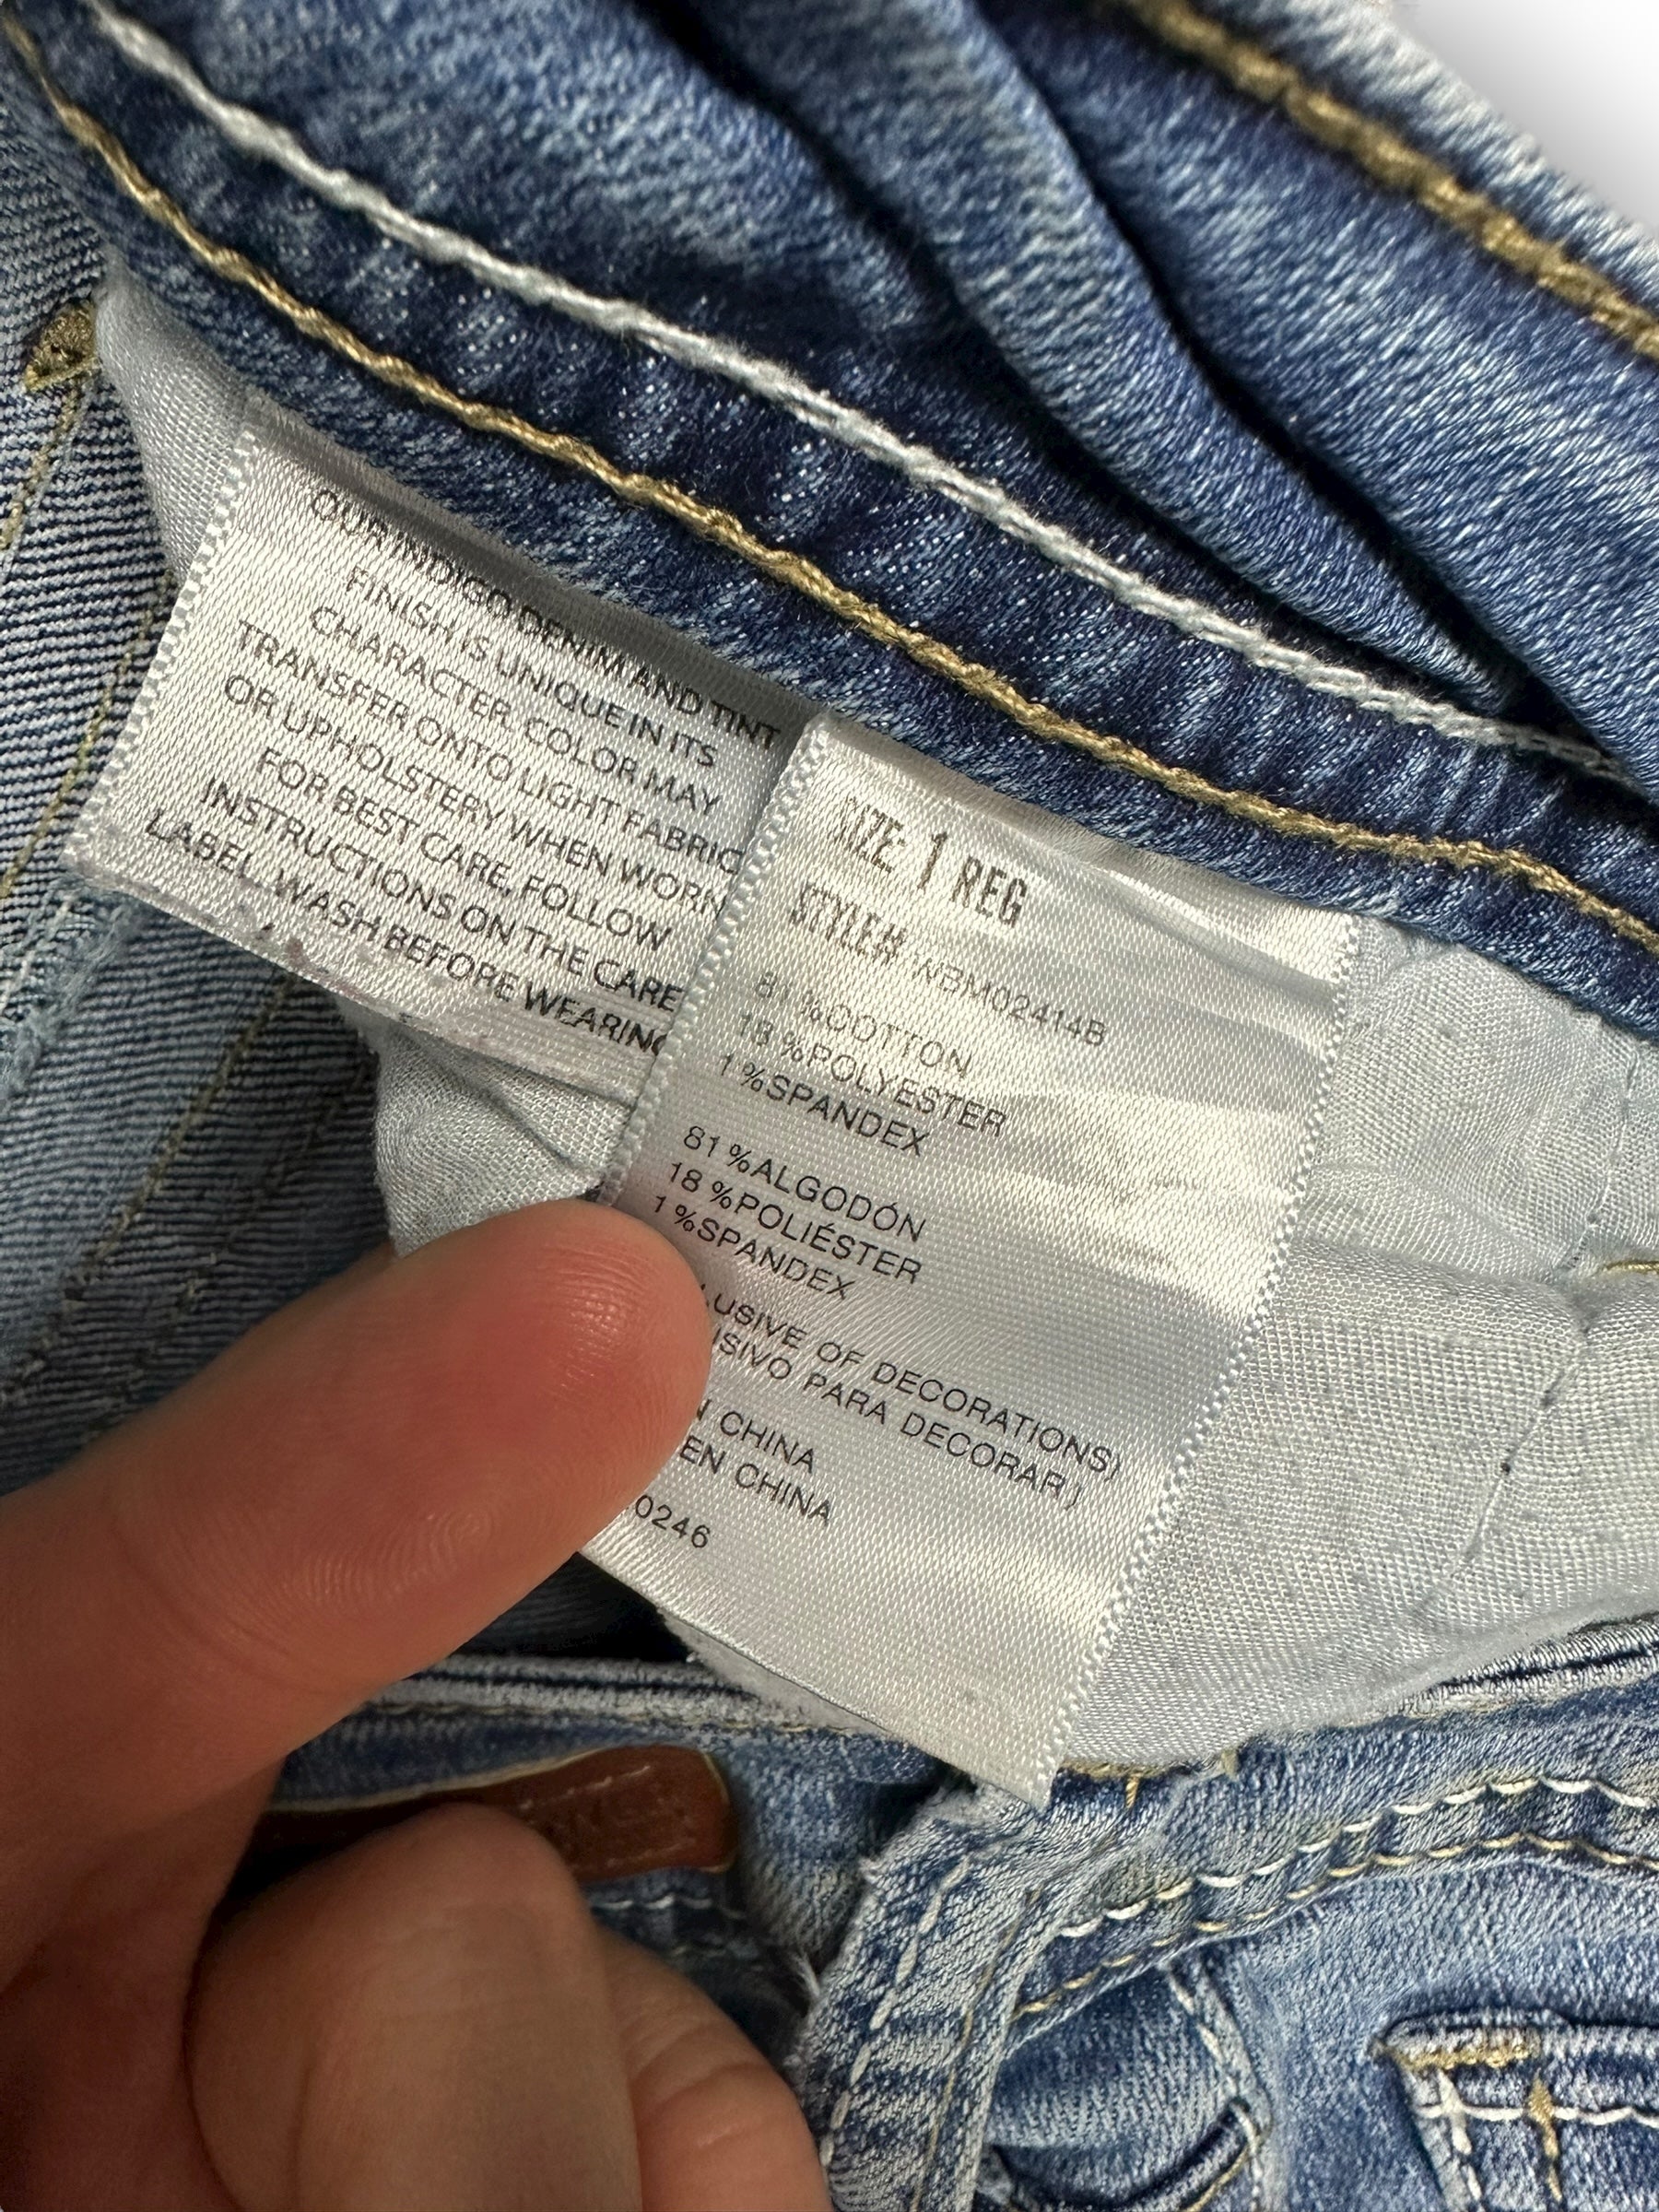 OUR INDIGO DENIM AND TINT
FINISH IS UNIQUE IN ITS
CHARACTER. COLOR MAY
TRANSFER ONTO LIGHT FABRIC
OR UPHOLSTERY WHEN WORN
FOR BEST CARE, FOLLOW
INSTRUCTIONS ON THE CARE
LABEL. WASH BEFORE WEARING
SIZE: 1 REG
STYLE# WBM02414B
81 %COTTON
18 %POLYESTER
1 %SPANDEX
81 %ALGODÓN
18 %POLIÉSTER
1 %SPANDEX
LUSIVE OF DECORATIONS)
USIVO PARA DECORAR)
N CHINA
EN CHINA
0246